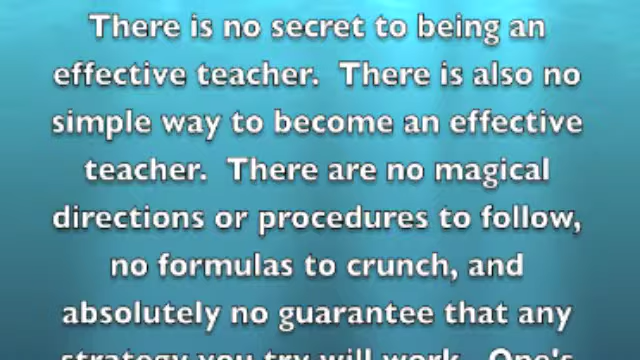 There is no secret to being an
effective teacher.  There is also no
simple way to become an effective
teacher.  There are no magical
directions or procedures to follow,
no formulas to crunch, and
absolutely no guarantee that any
strategy you try will work.  One's